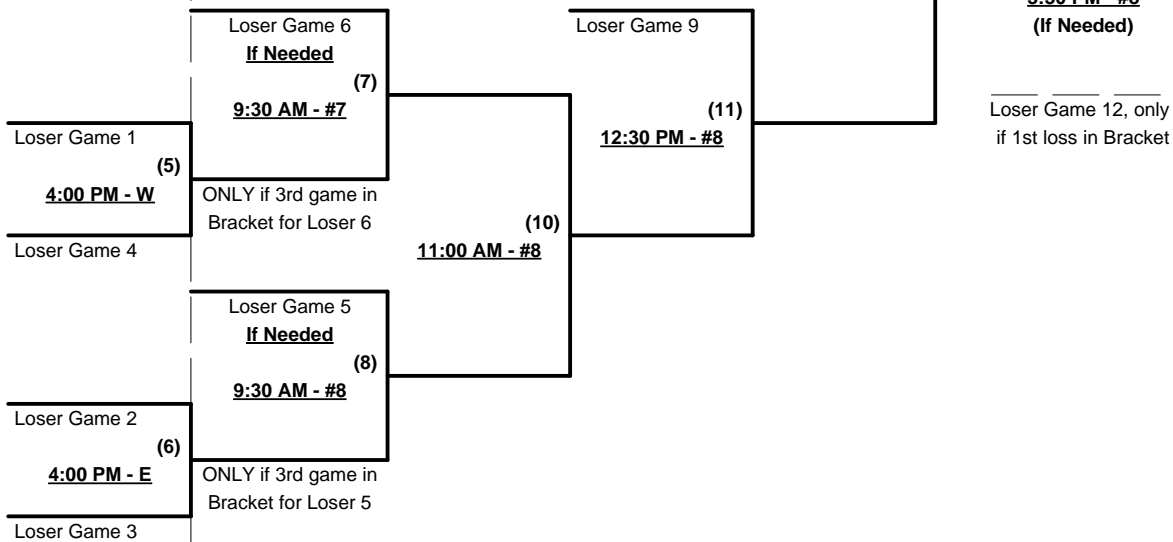 Loser Game 6
If Needed
(7)
9:30 AM - #7
Loser Game 9
(If Needed)
(11)
12:30 PM - #8
Loser Game 12, only
if 1st loss in Bracket
Loser Game 1
(5)
4:00 PM - W
Loser Game 4
ONLY if 3rd game in
Bracket for Loser 6
(10)
11:00 AM - #8
Loser Game 5
If Needed
(8)
9:30 AM - #8
Loser Game 2
(6)
4:00 PM - E
Loser Game 3
ONLY if 3rd game in
Bracket for Loser 5